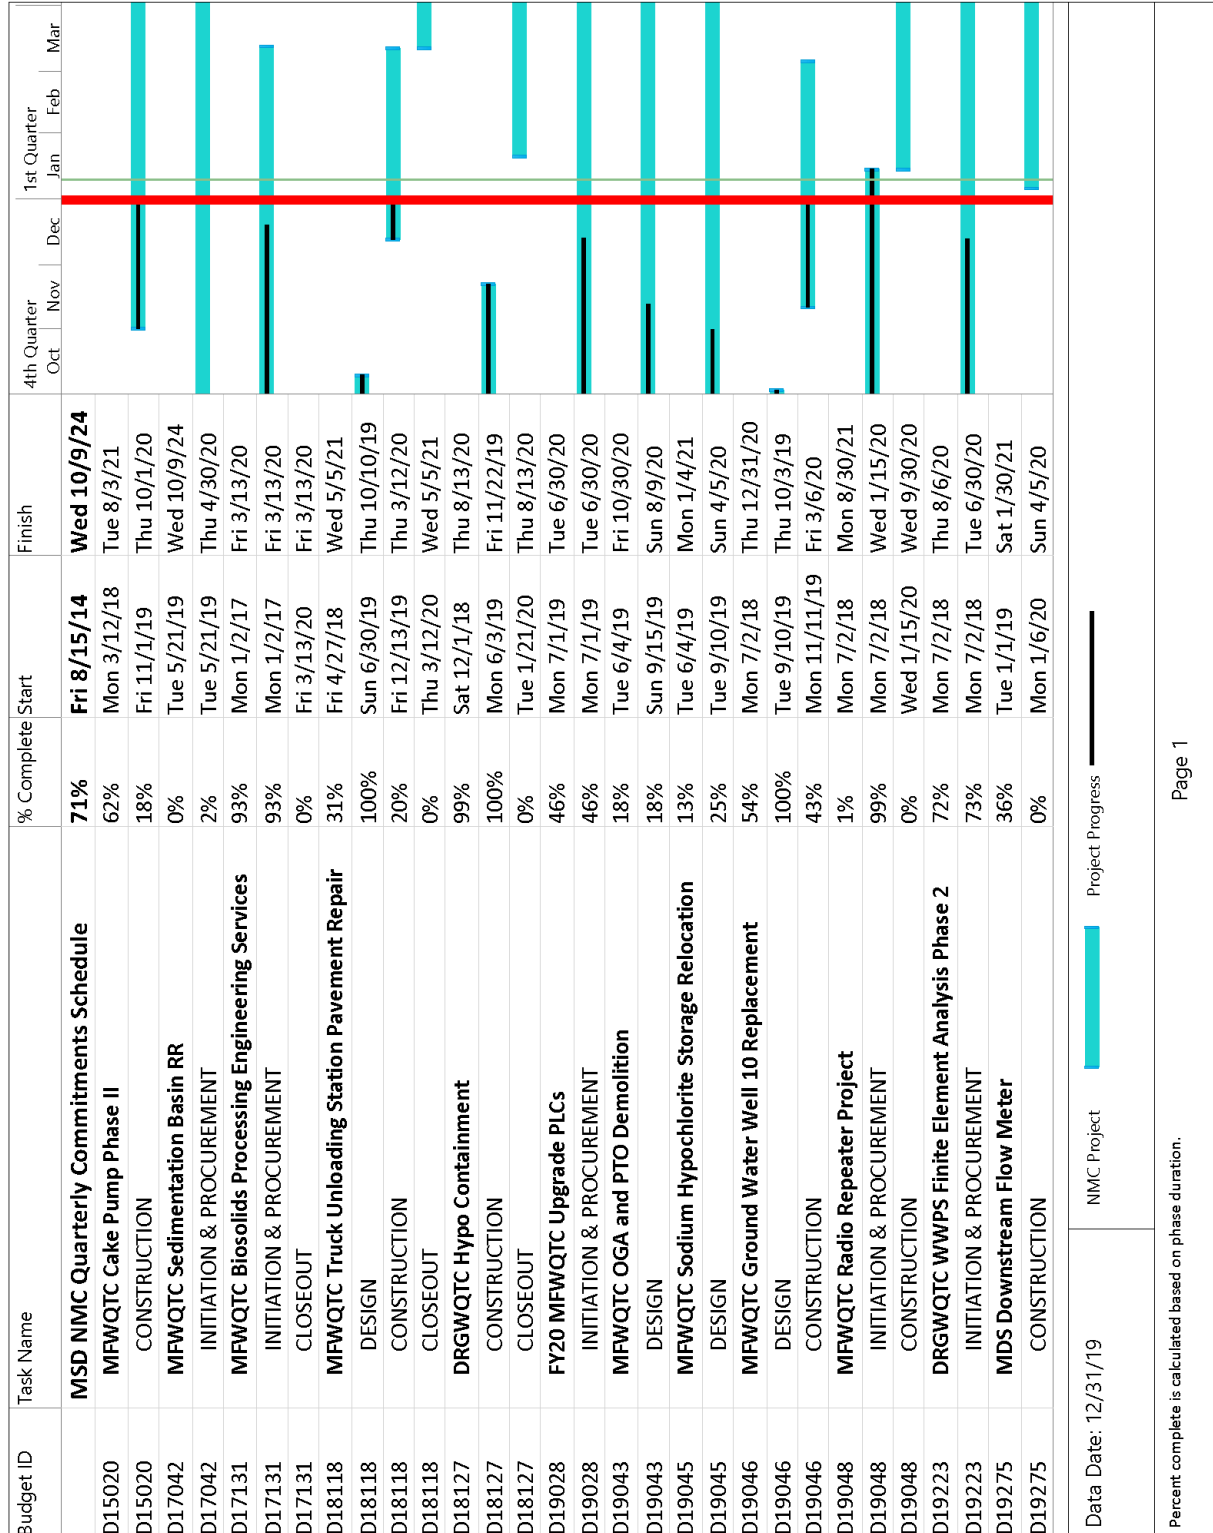 Budget ID Task Name % Complete Start Finish 4th Quarter 1st Quarter
Oct Nov Dec Jan Feb Mar
MSD NMC Quarterly Commitments Schedule 71% Fri 8/15/14 Wed 10/9/24
D15020 MFWQTC Cake Pump Phase II 62% Mon 3/12/18 Tue 8/3/21
D15020 CONSTRUCTION 18% Fri 11/1/19 Thu 10/1/20
D17042 MFWQTC Sedimentation Basin RR 0% Tue 5/21/19 Wed 10/9/24
D17042 INITIATION & PROCUREMENT 2% Tue 5/21/19 Thu 4/30/20
D17131 MFWQTC Biosolids Processing Engineering Services 93% Mon 1/2/17 Fri 3/13/20
D17131 INITIATION & PROCUREMENT 93% Mon 1/2/17 Fri 3/13/20
D17131 CLOSEOUT 0% Fri 3/13/20 Fri 3/13/20
D18118 MFWQTC Truck Unloading Station Pavement Repair 31% Fri 4/27/18 Wed 5/5/21
D18118 DESIGN 100% Sun 6/30/19 Thu 10/10/19
D18118 CONSTRUCTION 20% Fri 12/13/19 Thu 3/12/20
D18118 CLOSEOUT 0% Thu 3/12/20 Wed 5/5/21
D18127 DRGWQTC Hypo Containment 99% Sat 12/1/18 Thu 8/13/20
D18127 CONSTRUCTION 100% Mon 6/3/19 Fri 11/22/19
D18127 CLOSEOUT 0% Tue 1/21/20 Thu 8/13/20
D19028 FY20 MFWQTC Upgrade PLCs 46% Mon 7/1/19 Tue 6/30/20
D19028 INITIATION & PROCUREMENT 46% Mon 7/1/19 Tue 6/30/20
D19043 MFWQTC OGA and PTO Demolition 18% Tue 6/4/19 Fri 10/30/20
D19043 DESIGN 18% Sun 9/15/19 Sun 8/9/20
D19045 MFWQTC Sodium Hypochlorite Storage Relocation 13% Tue 6/4/19 Mon 1/4/21
D19045 DESIGN 25% Tue 9/10/19 Sun 4/5/20
D19046 MFWQTC Ground Water Well 10 Replacement 54% Mon 7/2/18 Thu 12/31/20
D19046 DESIGN 100% Tue 9/10/19 Thu 10/3/19
D19046 CONSTRUCTION 43% Mon 11/11/19 Fri 3/6/20
D19048 MFWQTC Radio Repeater Project 1% Mon 7/2/18 Mon 8/30/21
D19048 INITIATION & PROCUREMENT 99% Mon 7/2/18 Wed 1/15/20
D19048 CONSTRUCTION 0% Wed 1/15/20 Wed 9/30/20
D19223 DRGWQTC WWPS Finite Element Analysis Phase 2 72% Mon 7/2/18 Thu 8/6/20
D19223 INITIATION & PROCUREMENT 73% Mon 7/2/18 Tue 6/30/20
D19275 MDS Downstream Flow Meter 36% Tue 1/1/19 Sat 1/30/21
D19275 CONSTRUCTION 0% Mon 1/6/20 Sun 4/5/20
Data Date: 12/31/19 NMC Project Project Progress
Page 1
Percent complete is calculated based on phase duration.